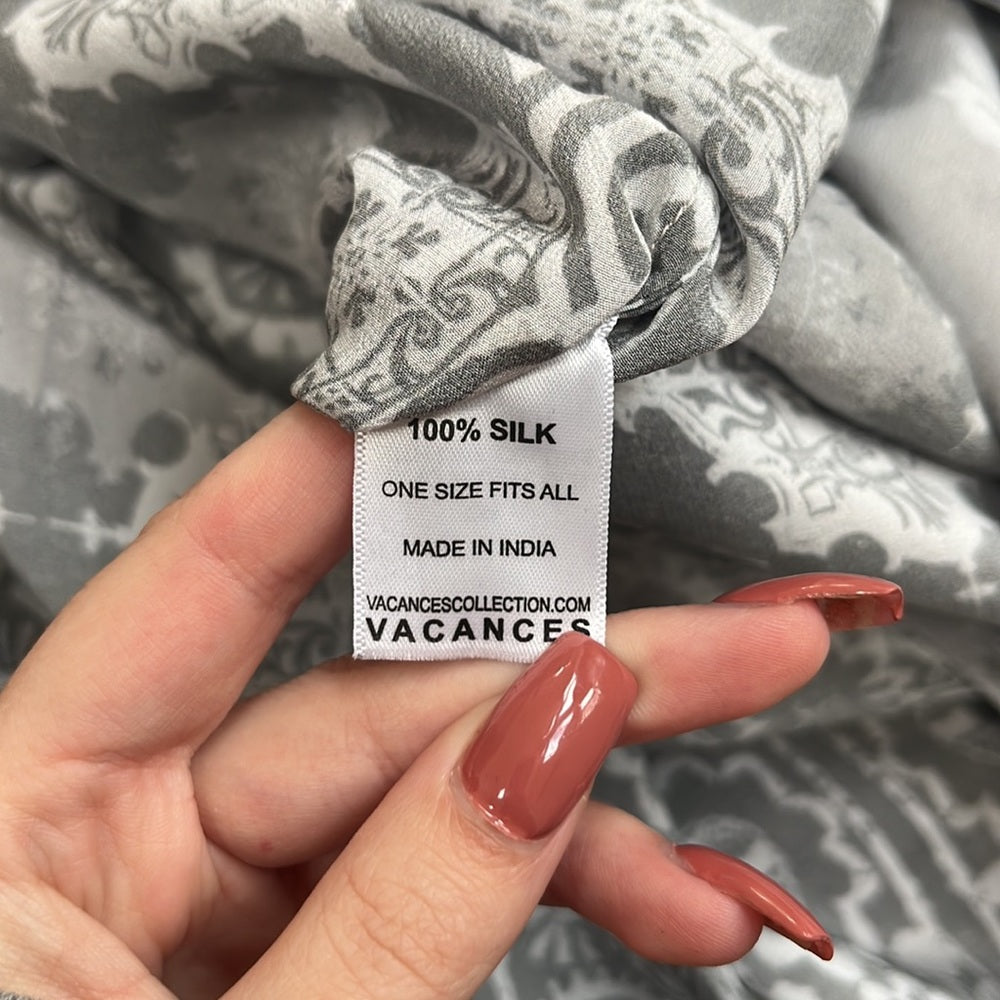 100% SILK
ONE SIZE FITS ALL
MADE IN INDIA
VACANCESCOLLECTION.COM
VACANCES